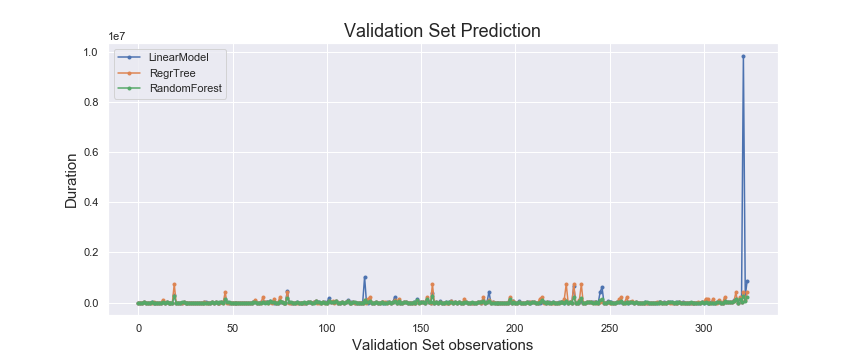 Validation Set Prediction
1e7
LinearModel
RegrTree
RandomForest
1.0
0.8
0.6
0.4
0.2
0.0
Duration
0 50 100 150 200 250 300
Validation Set observations